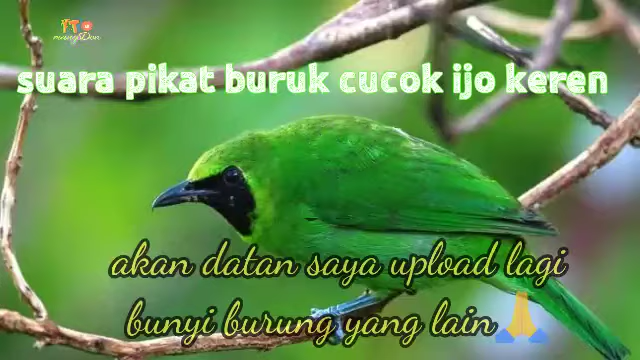 suara pikat buruk cucok ijo keren
akan datan saya upload lagi
bunyi burung yang lain🙏